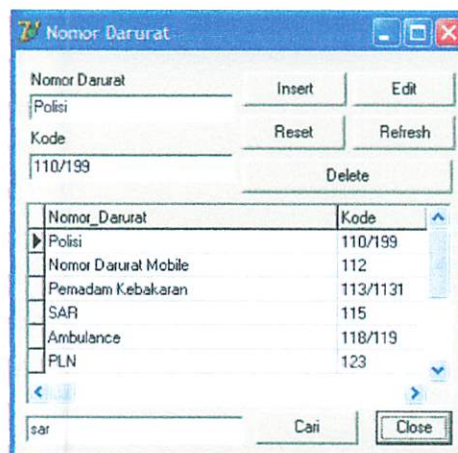 Nomor Darurat
Nomor Darurat Insert Edit
Polisi
Kode Reset Refresh
110/199 Delete
Nomor_Darurat Kode
Polisi 110/199
Nomor Darurat Mobile 112
Pemadam Kebakaran 113/1131
SAR 115
Ambulance 118/119
PLN 123
sar Cari Close